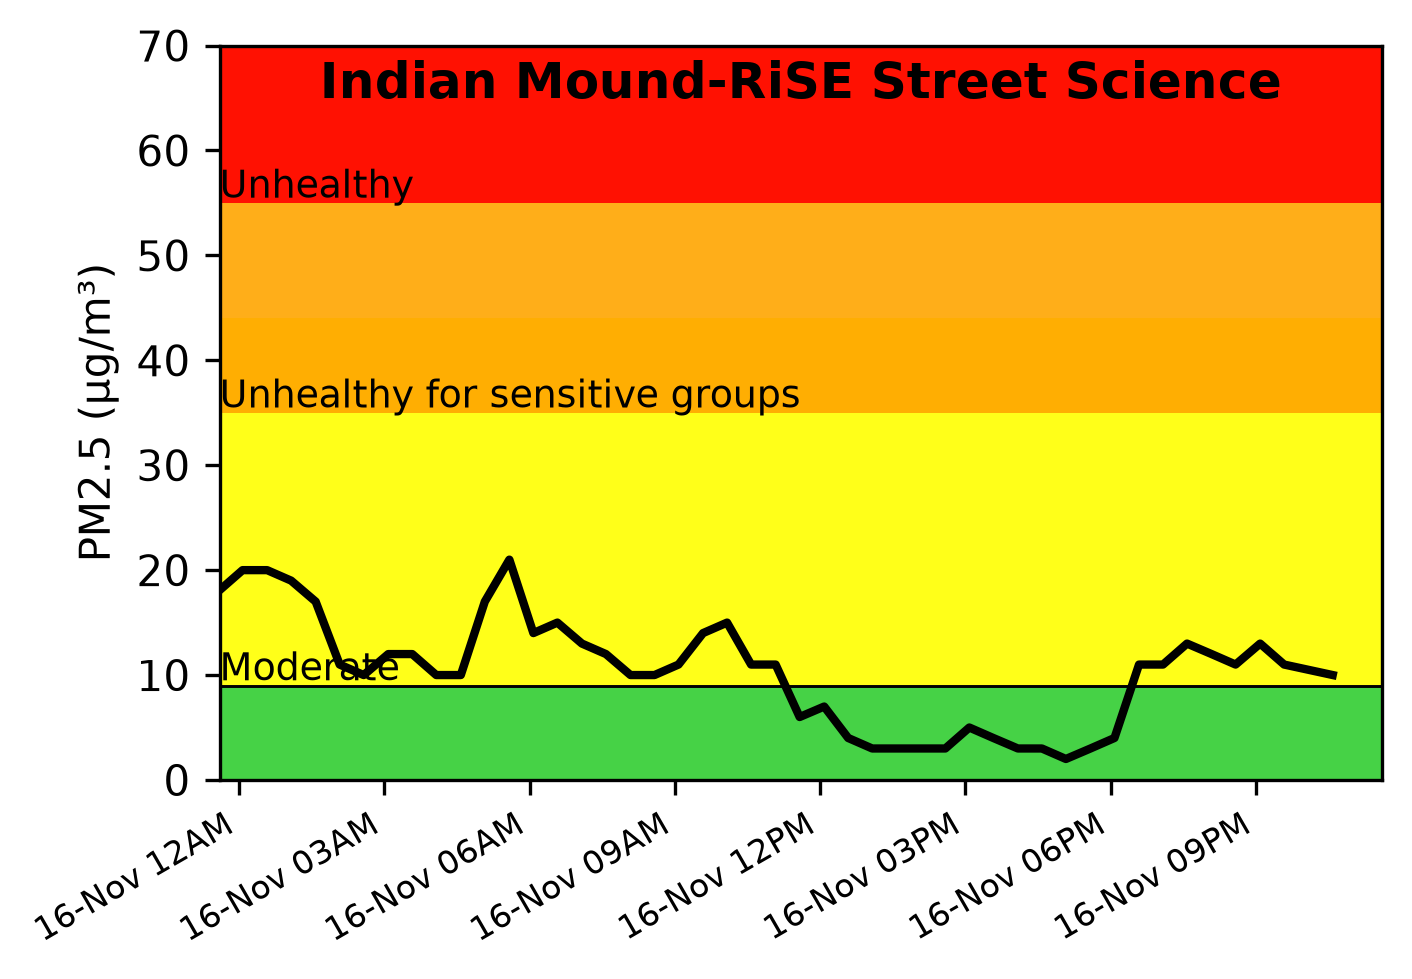 Indian Mound-RiSE Street Science
70
60
50
40
30
20
10
0
PM2.5 (µg/m³)
Unhealthy
Unhealthy for sensitive groups
Moderate
16-Nov 12AM
16-Nov 03AM
16-Nov 06AM
16-Nov 09AM
16-Nov 12PM
16-Nov 03PM
16-Nov 06PM
16-Nov 09PM